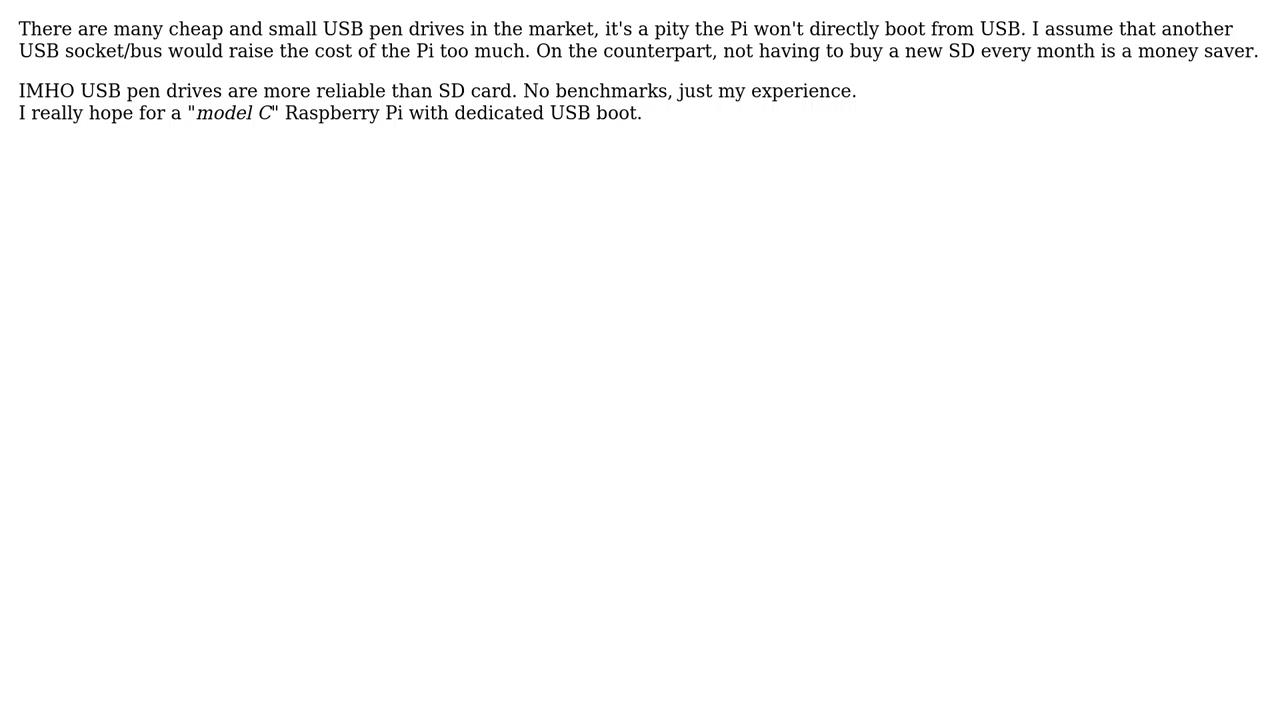 There are many cheap and small USB pen drives in the market, it's a pity the Pi won't directly boot from USB. I assume that another
USB socket/bus would raise the cost of the Pi too much. On the counterpart, not having to buy a new SD every month is a money saver.
IMHO USB pen drives are more reliable than SD card. No benchmarks, just my experience.
I really hope for a "model C" Raspberry Pi with dedicated USB boot.